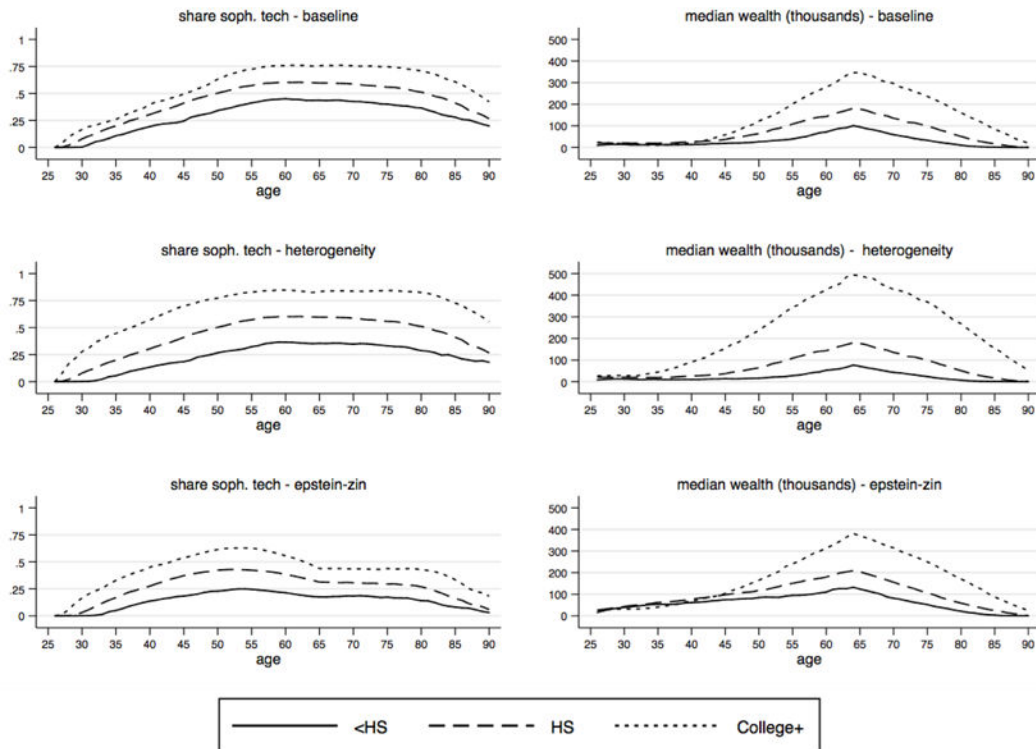 share soph. tech - baseline
1
.75
.5
.25
0
25 30 35 40 45 50 55 60 65 70 75 80 85 90
age
median wealth (thousands) - baseline
500
400
300
200
100
0
25 30 35 40 45 50 55 60 65 70 75 80 85 90
age
share soph. tech - heterogeneity
1
.75
.5
.25
0
25 30 35 40 45 50 55 60 65 70 75 80 85 90
age
median wealth (thousands) - heterogeneity
500
400
300
200
100
0
25 30 35 40 45 50 55 60 65 70 75 80 85 90
age
share soph. tech - epstein-zin
1
.75
.5
.25
0
25 30 35 40 45 50 55 60 65 70 75 80 85 90
age
median wealth (thousands) - epstein-zin
500
400
300
200
100
0
25 30 35 40 45 50 55 60 65 70 75 80 85 90
age
<HS HS College+